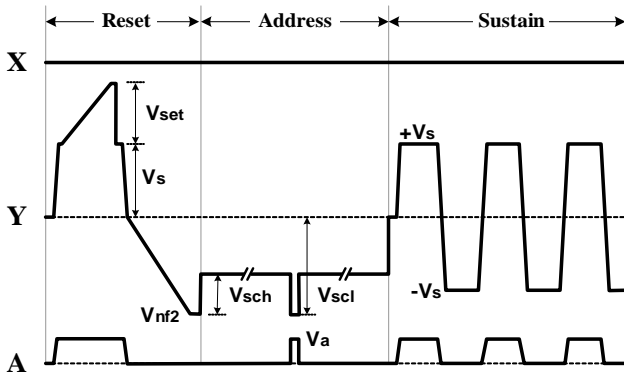 Reset Address Sustain
X
Vset
+Vs
Vs
Y
Vsch Vscl -Vs
Vnf2
Va
A